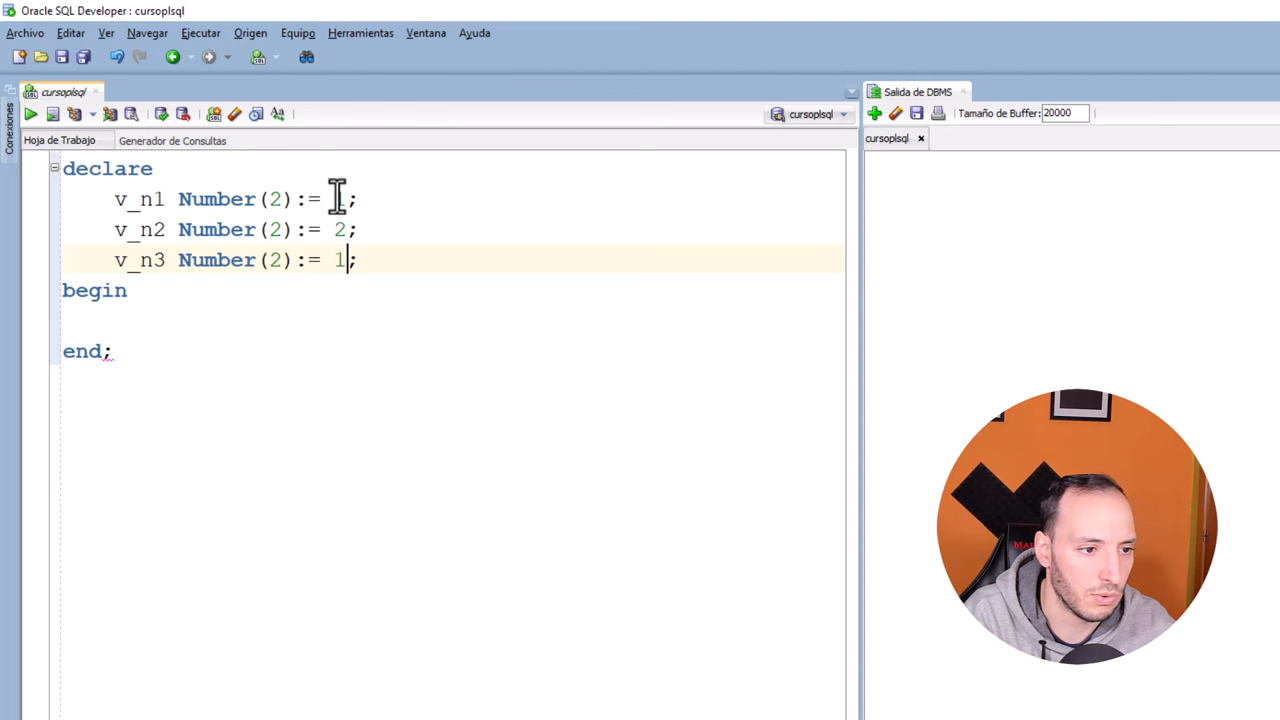 Oracle SQL Developer : cursoplsql
Archivo Editar Ver Navegar Ejecutar Origen Equipo Herramientas Ventana Ayuda
cursoplsql
Salida de DBMS
cursoplsql
Tamaño de Buffer: 20000
Hoja de Trabajo Generador de Consultas
cursoplsql
Conexiones
declare
v_n1 Number(2):= 1;
v_n2 Number(2):= 2;
v_n3 Number(2):= 1;
begin
end;